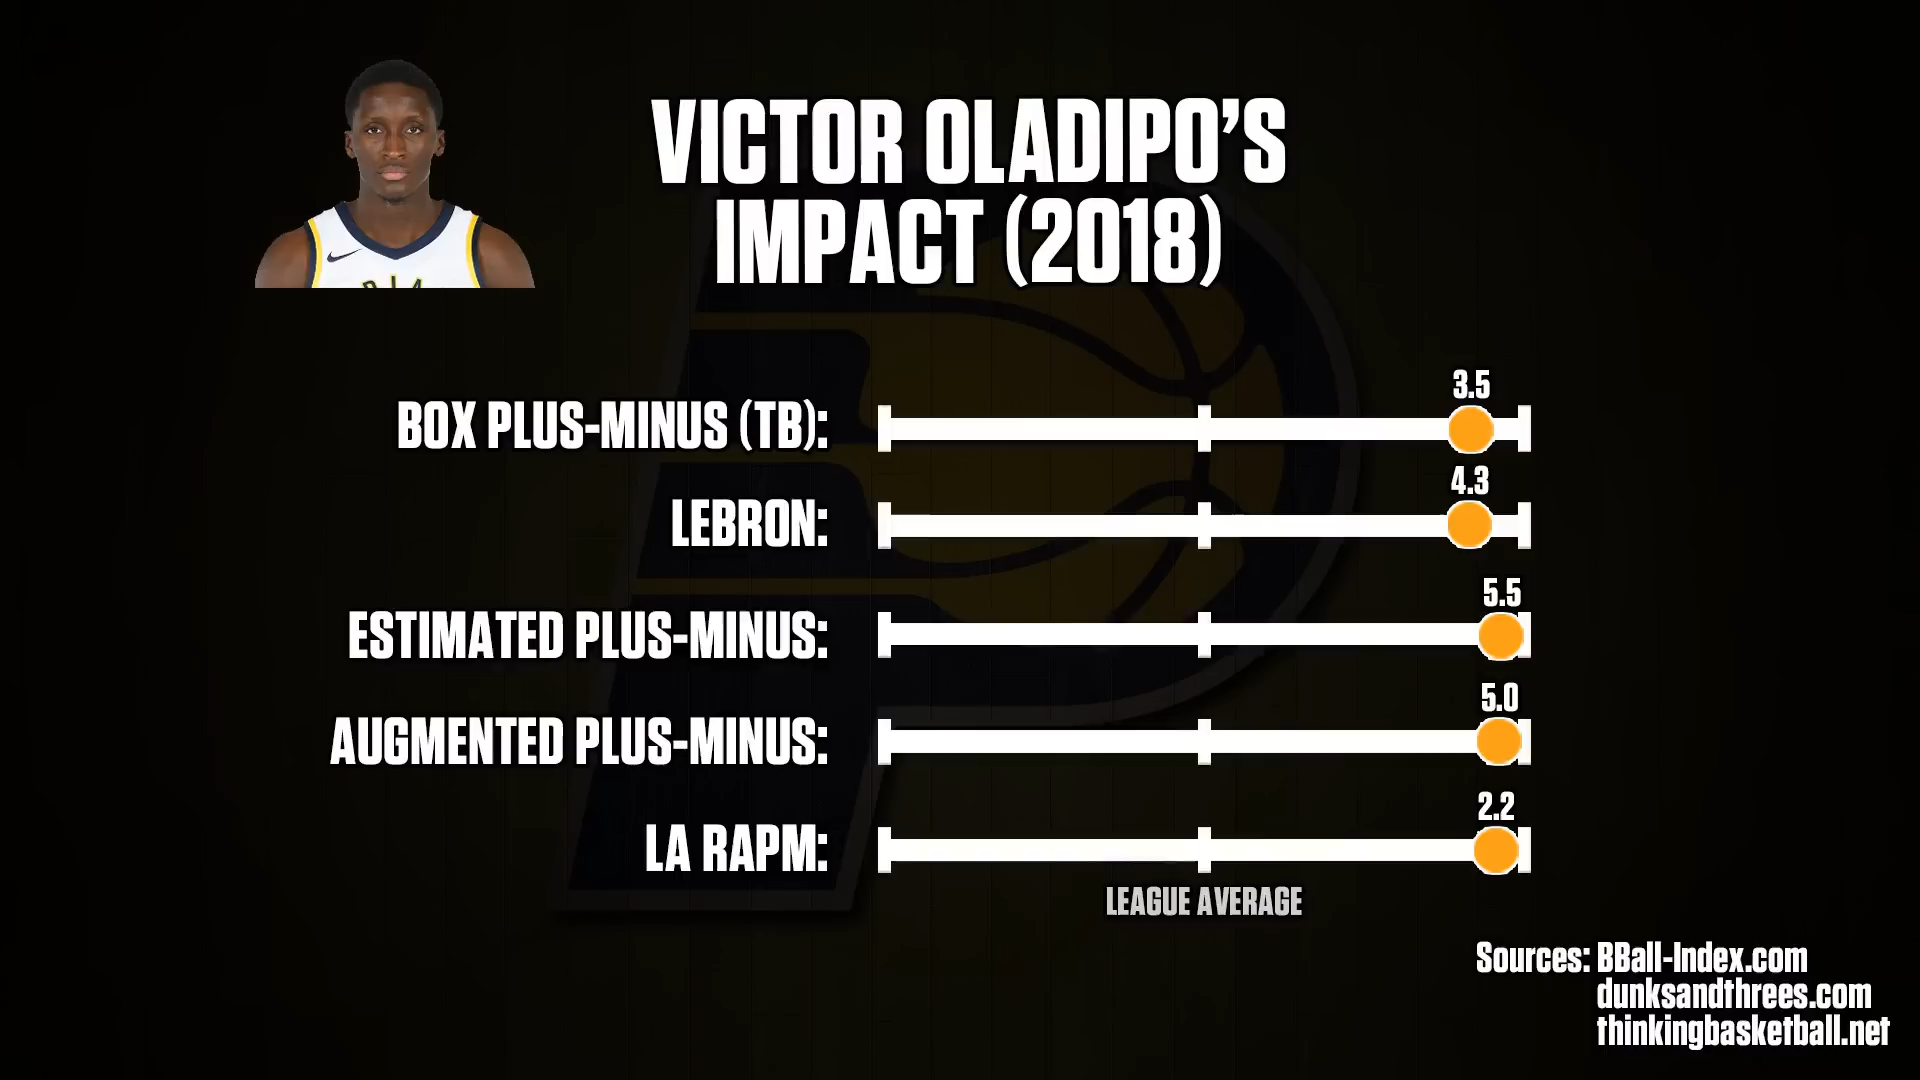 VICTOR OLADIPO'S
IMPACT (2018)
3.5
BOX PLUS-MINUS (TB):
4.3
LEBRON:
5.5
ESTIMATED PLUS-MINUS:
5.0
AUGMENTED PLUS-MINUS:
2.2
LA RAPM:
LEAGUE AVERAGE
Sources: BBall-Index.com
dunksandthrees.com
thinkingbasketball.net